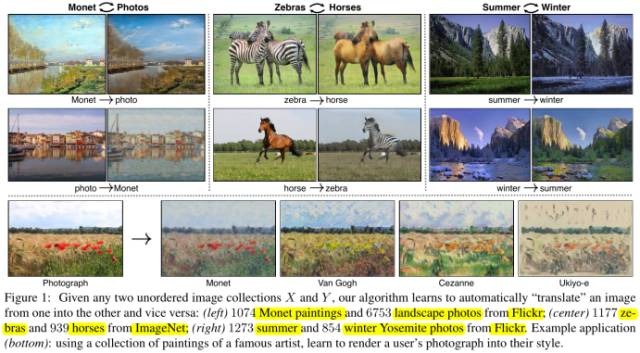 Monet ⟳ Photos
Zebras ⟳ Horses
Summer ⟳ Winter
Monet → photo
zebra → horse
summer → winter
photo → Monet
horse → zebra
winter → summer
Photograph
Monet
Van Gogh
Cezanne
Ukiyo-e
Figure 1: Given any two unordered image collections X and Y, our algorithm learns to automatically “translate” an image
from one into the other and vice versa: (left) 1074 Monet paintings and 6753 landscape photos from Flickr; (center) 1177 ze-
bras and 939 horses from ImageNet; (right) 1273 summer and 854 winter Yosemite photos from Flickr. Example application
(bottom): using a collection of paintings of a famous artist, learn to render a user’s photograph into their style.